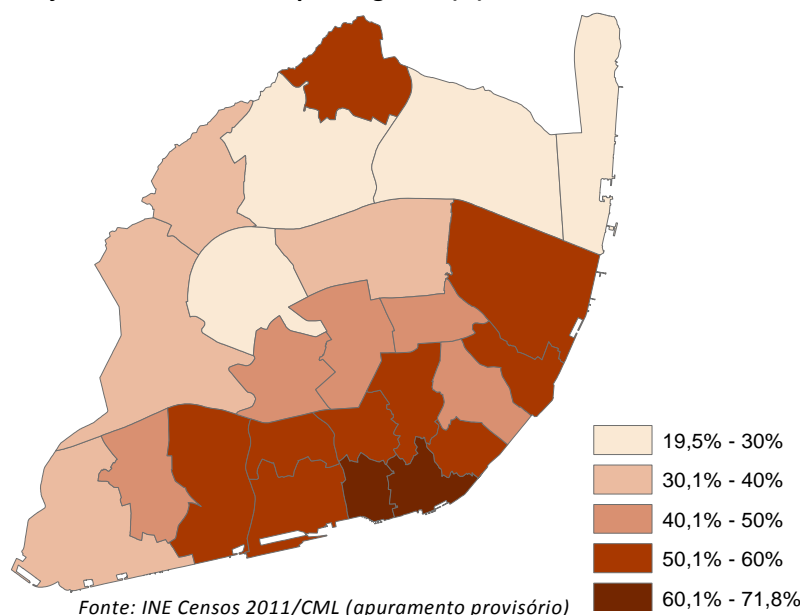 19,5% - 30%
30,1% - 40%
40,1% - 50%
50,1% - 60%
60,1% - 71,8%
Fonte: INE Censos 2011/CML (apuramento provisório)